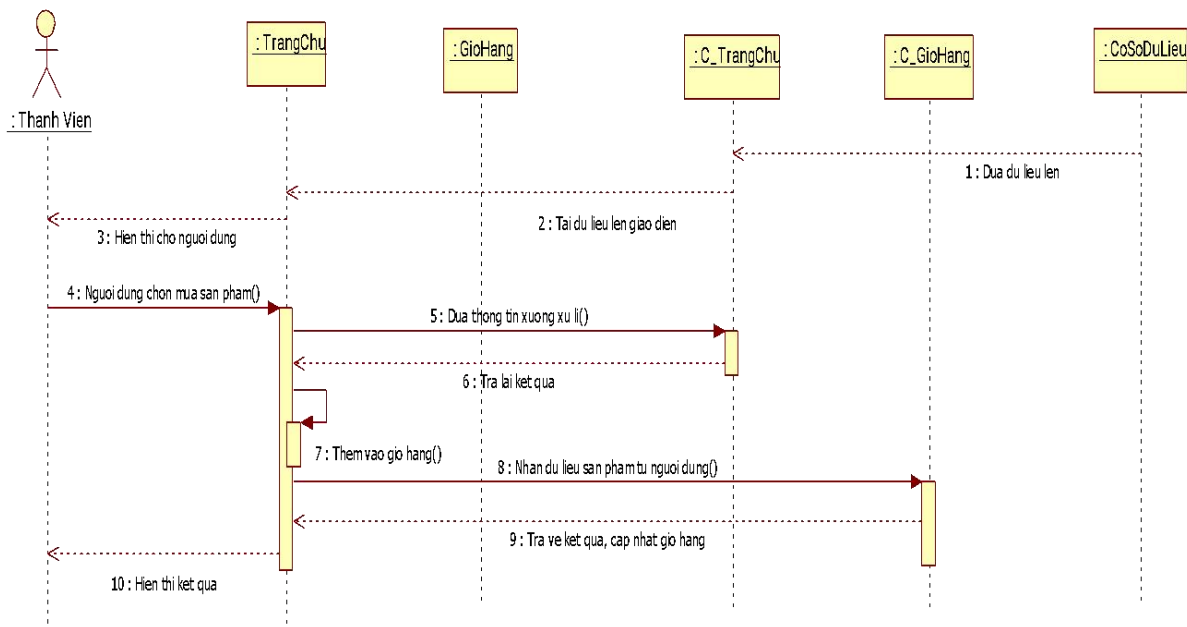 : Thanh Vien
: TrangChu
: GioHang
: C_TrangChu
: C_GioHang
: CoSoDuLieu
1 : Dua du lieu len
2 : Tai du lieu len giao dien
3 : Hien thi cho nguoi dung
4 : Nguoi dung chon mua san pham()
5 : Dua thong tin xuong xu li()
6 : Tra lai ket qua
7 : Them vao gio hang()
8 : Nhan du lieu san pham tu nguoi dung()
9 : Tra ve ket qua, cap nhat gio hang
10 : Hien thi ket qua